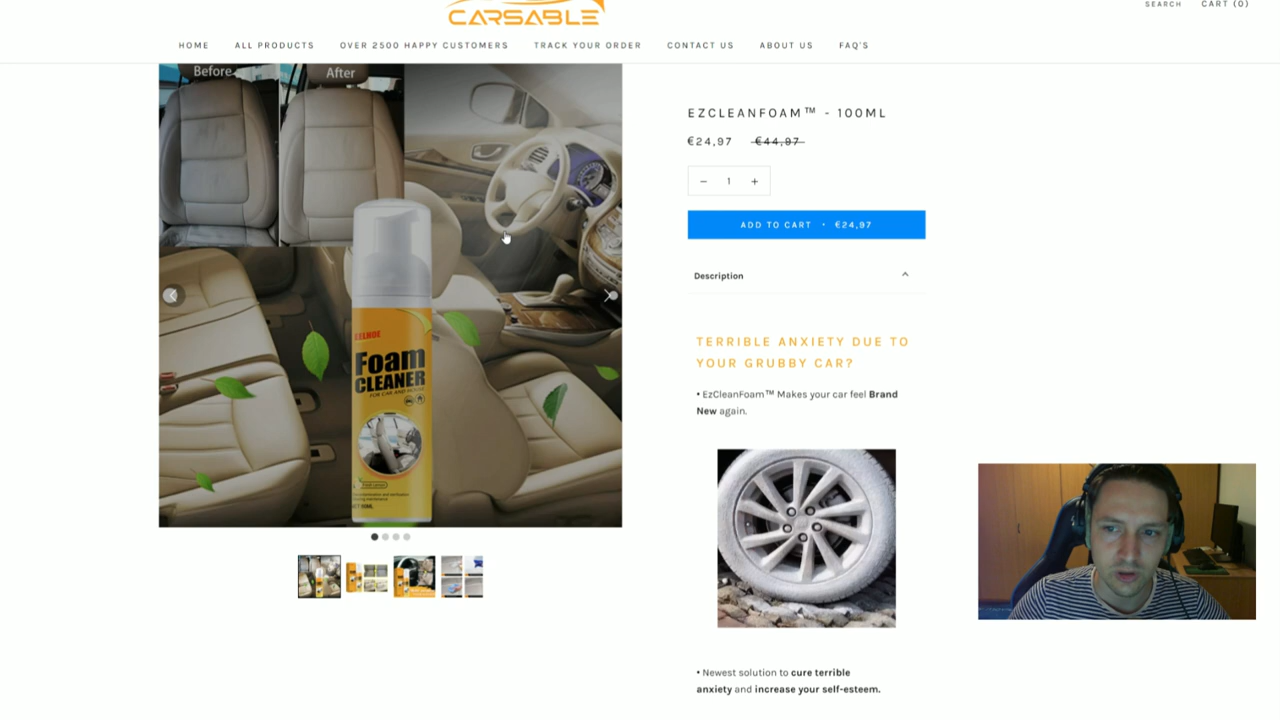 CARSABLE
SEARCH
CART (0)
HOME
ALL PRODUCTS
OVER 2500 HAPPY CUSTOMERS
TRACK YOUR ORDER
CONTACT US
ABOUT US
FAQ'S
Before
After
EELHOE
Foam
CLEANER
FOR CAR AND HOUSE
EZCLEANFOAM™ - 100ML
€24,97 €44,97
− 1 +
ADD TO CART • €24,97
Description
TERRIBLE ANXIETY DUE TO
YOUR GRUBBY CAR?
• EzCleanFoam™ Makes your car feel Brand
New again.
• Newest solution to cure terrible
anxiety and increase your self-esteem.